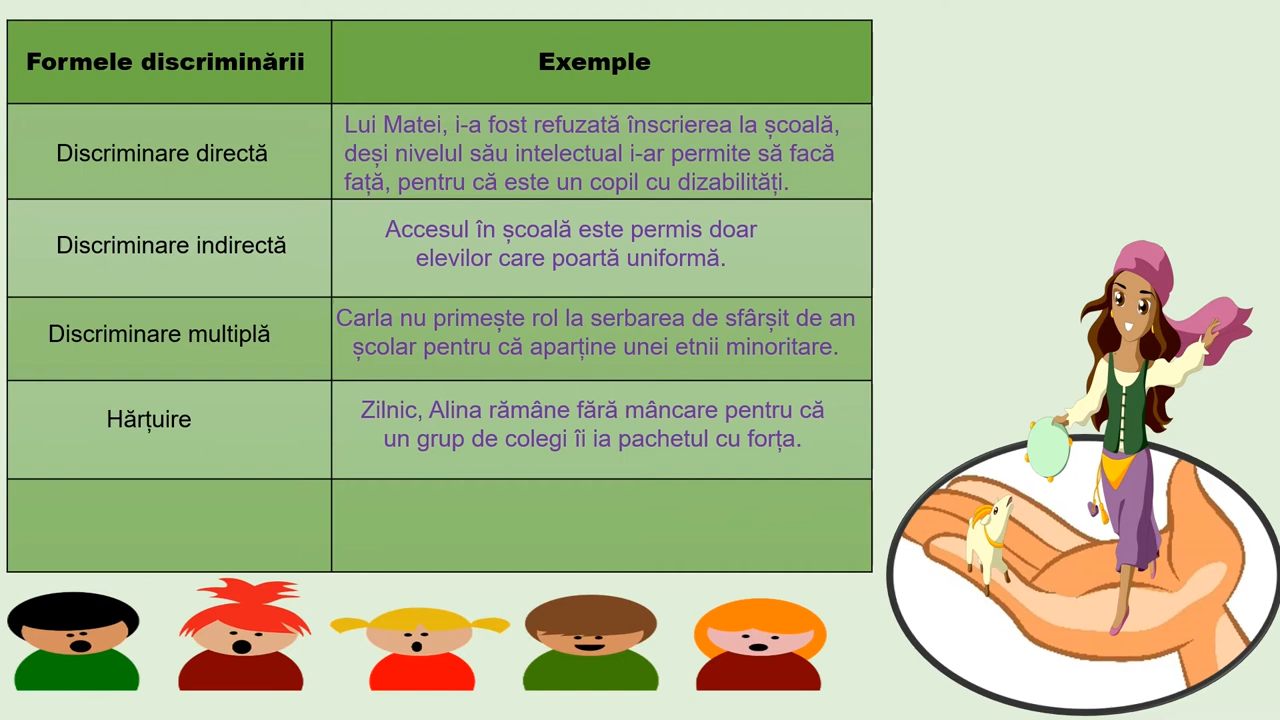 Formele discriminării
Exemple
Discriminare directă
Lui Matei, i-a fost refuzată înscrierea la școală,
deși nivelul său intelectual i-ar permite să facă
față, pentru că este un copil cu dizabilități.
Discriminare indirectă
Accesul în școală este permis doar
elevilor care poartă uniformă.
Discriminare multiplă
Carla nu primește rol la serbarea de sfârșit de an
școlar pentru că aparține unei etnii minoritare.
Hărțuire
Zilnic, Alina rămâne fără mâncare pentru că
un grup de colegi îi ia pachetul cu forța.